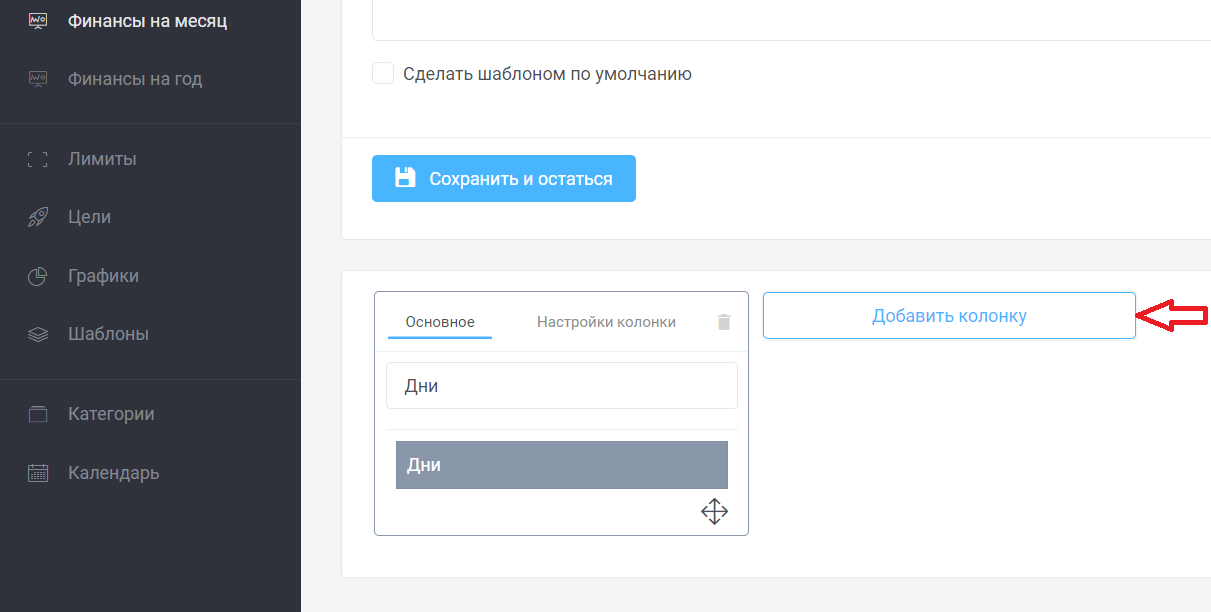 Финансы на месяц
Финансы на год
Лимиты
Цели
Графики
Шаблоны
Категории
Календарь
Сделать шаблоном по умолчанию
Сохранить и остаться
Основное
Настройки колонки
Дни
Дни
Добавить колонку